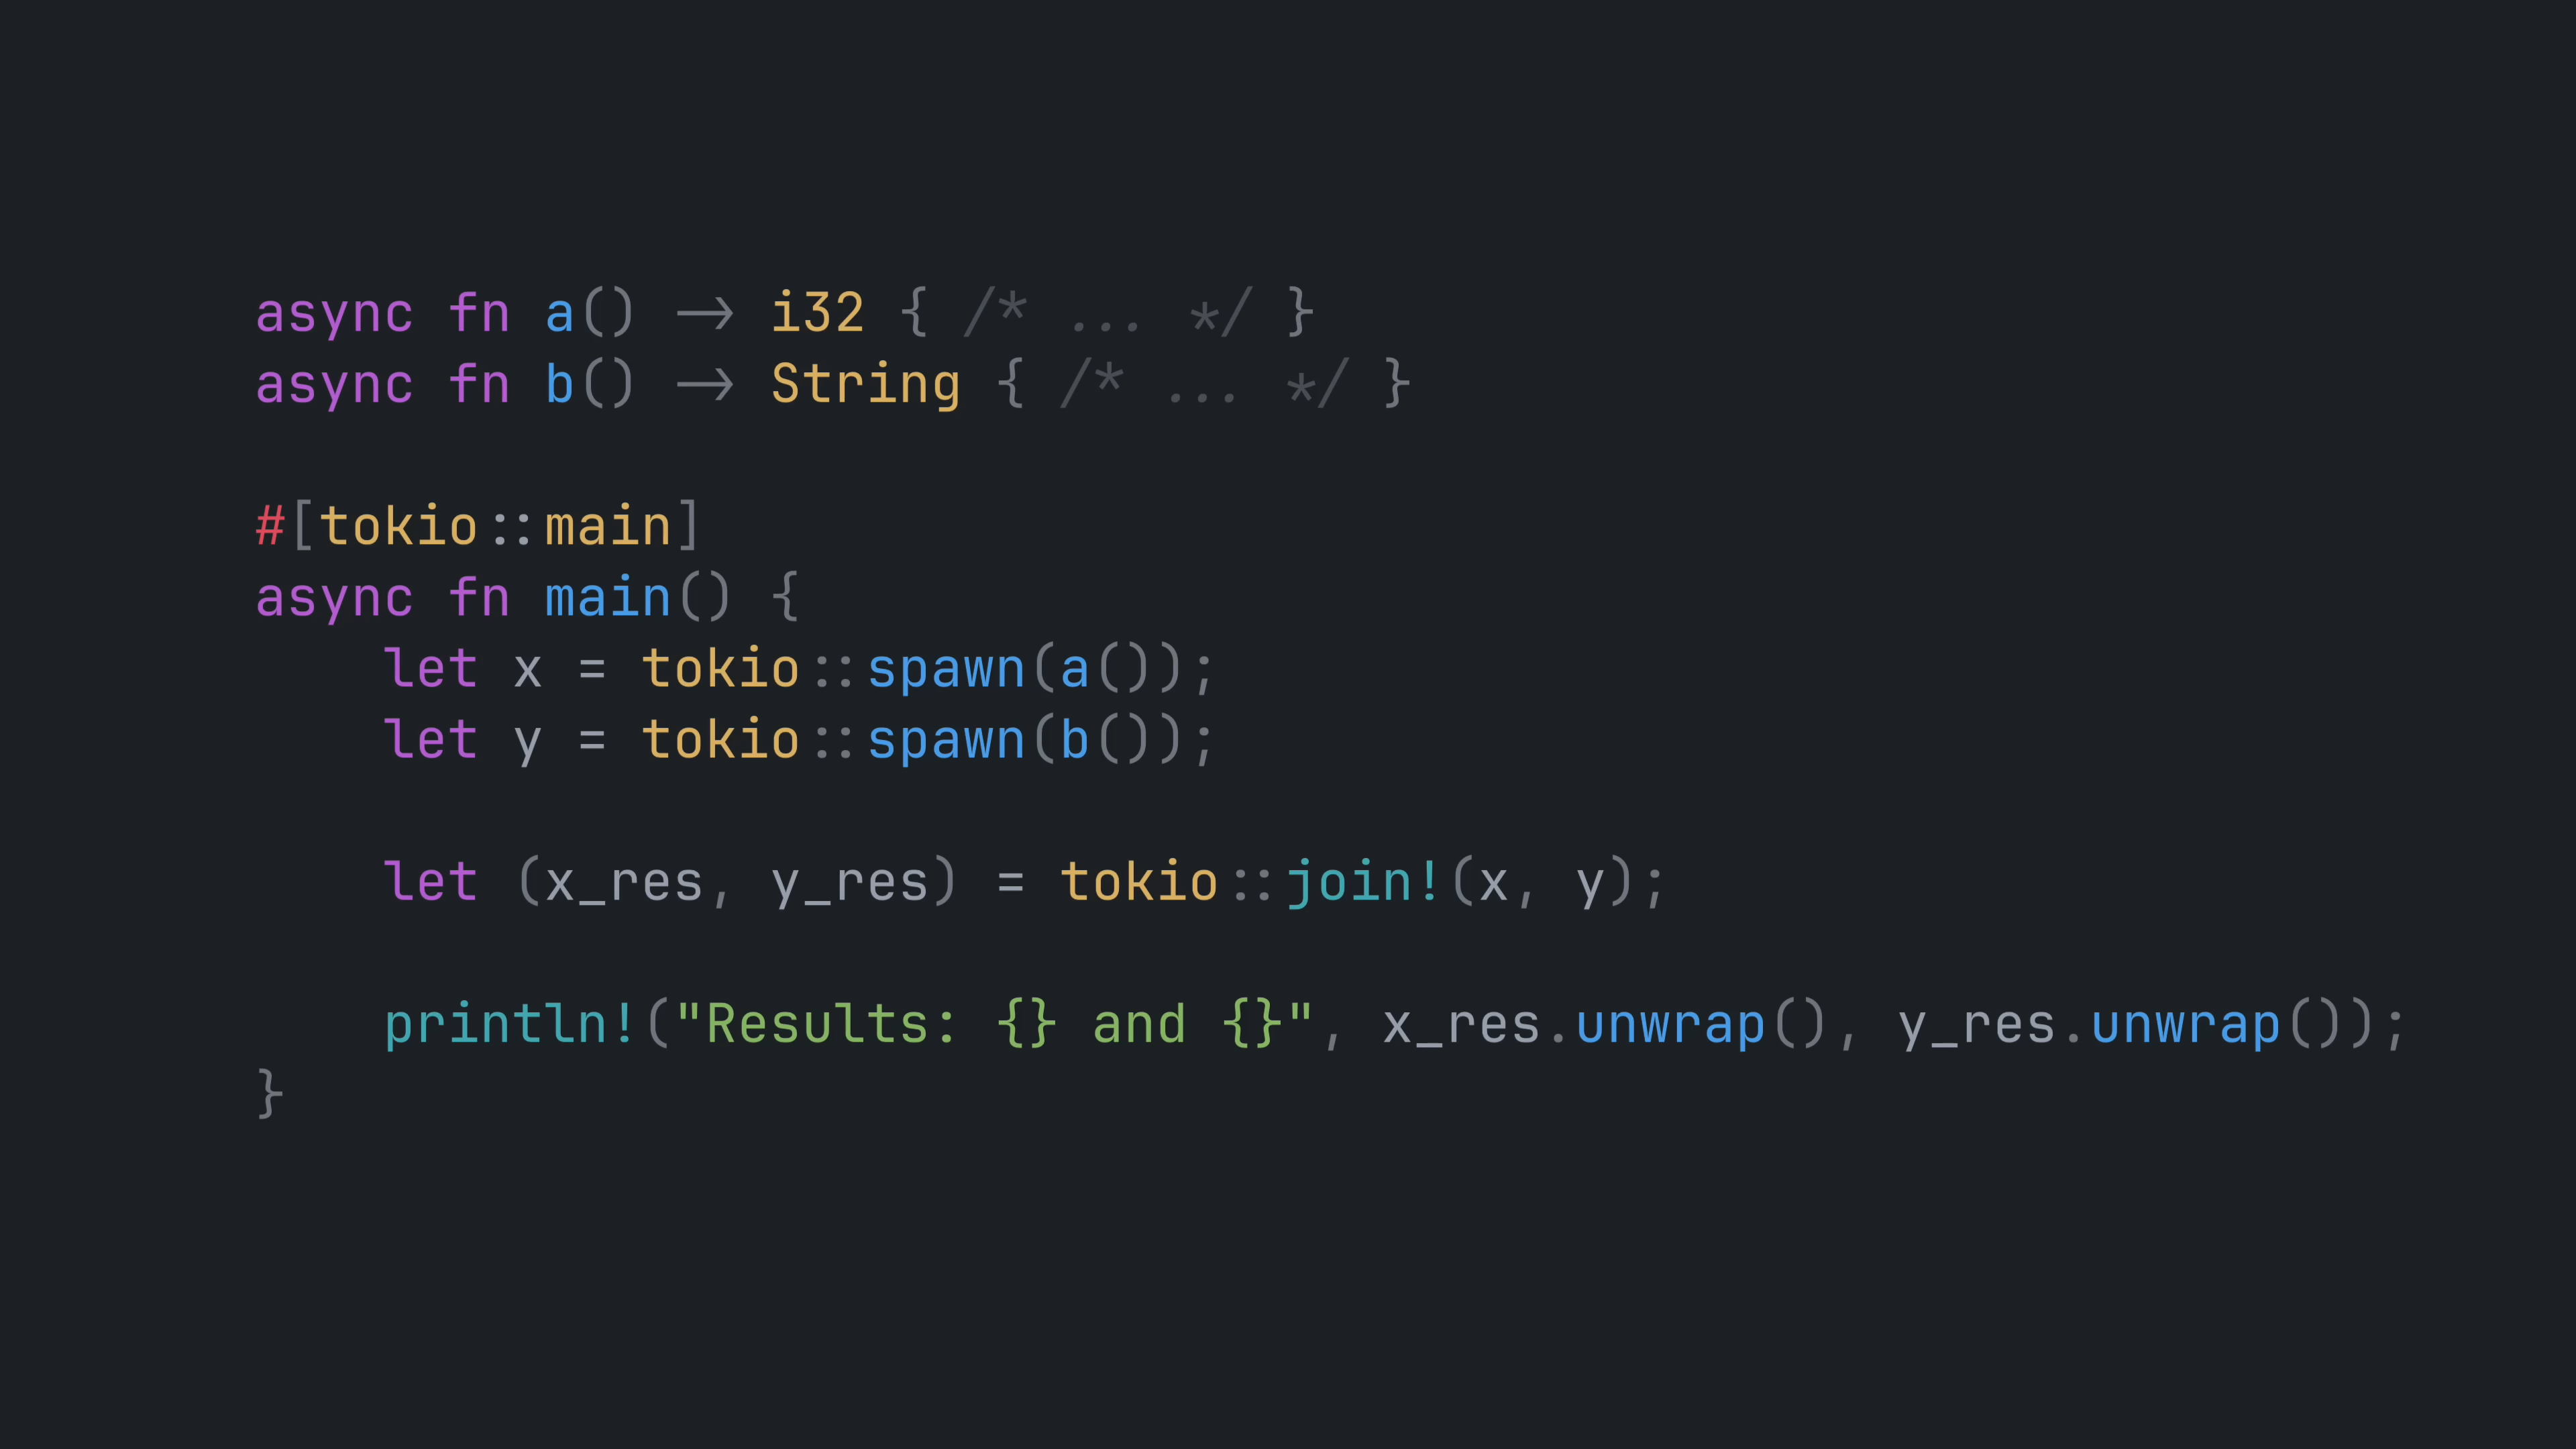 async fn a() -> i32 { /* ... */ }
async fn b() -> String { /* ... */ }
#[tokio::main]
async fn main() {
    let x = tokio::spawn(a());
    let y = tokio::spawn(b());
    let (x_res, y_res) = tokio::join!(x, y);
    println!("Results: {} and {}", x_res.unwrap(), y_res.unwrap());
}